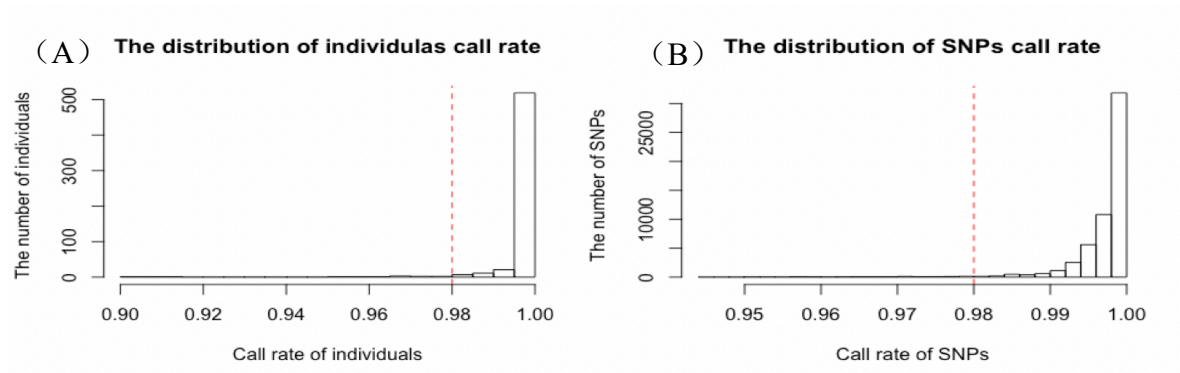 （A） The distribution of individulas call rate
The number of individuals
500
300
100
0
0.90 0.92 0.94 0.96 0.98 1.00
Call rate of individuals
（B） The distribution of SNPs call rate
The number of SNPs
25000
10000
0
0.95 0.96 0.97 0.98 0.99 1.00
Call rate of SNPs